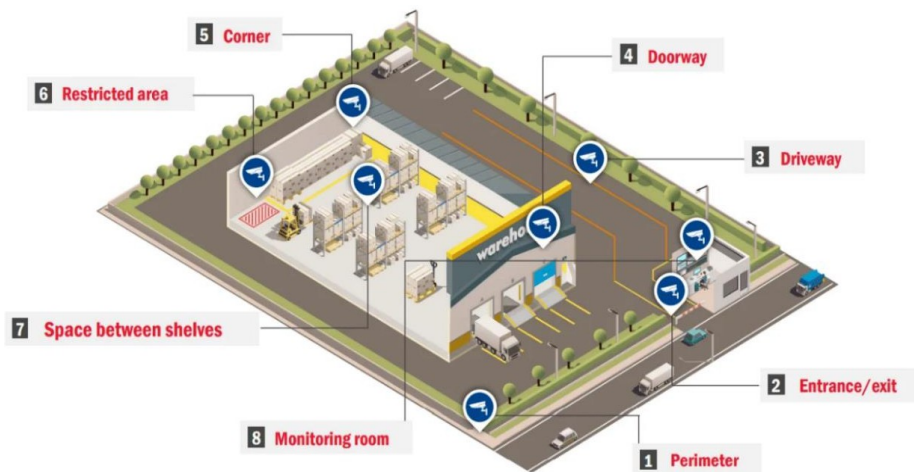 5 Corner
4 Doorway
6 Restricted area
3 Driveway
wareho
7 Space between shelves
2 Entrance/exit
8 Monitoring room
1 Perimeter